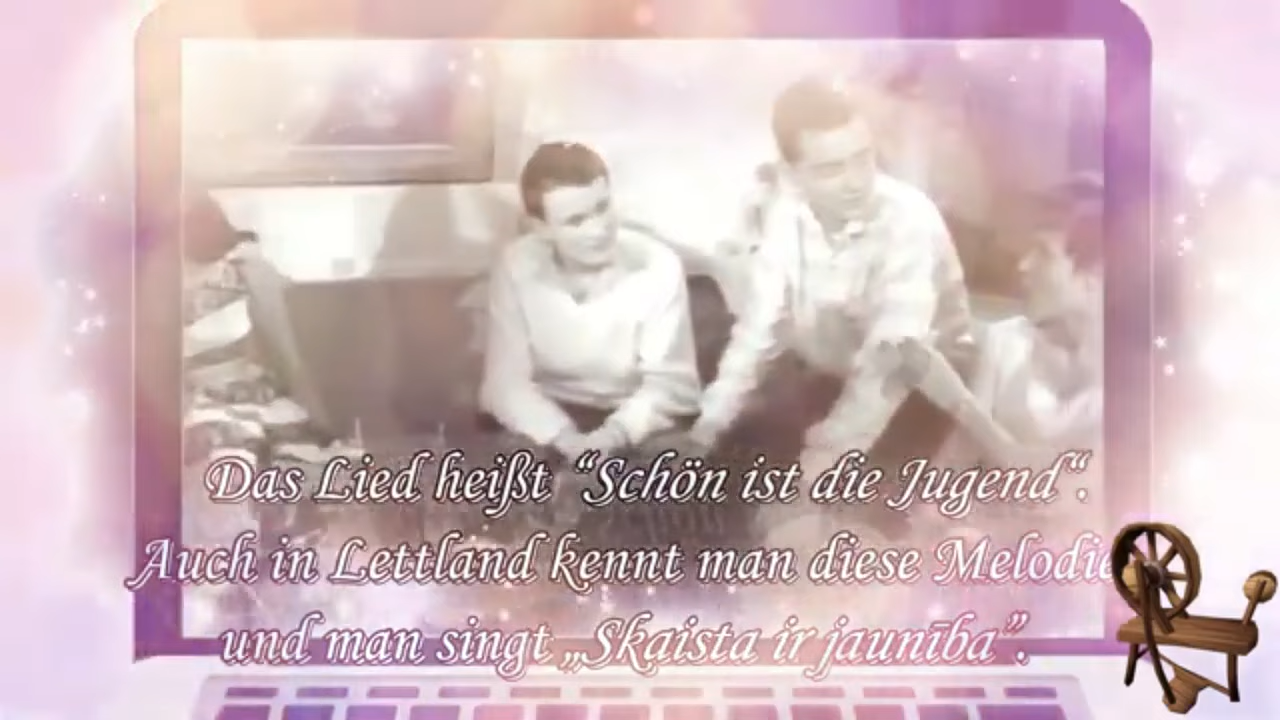 Das Lied heißt “Schön ist die Jugend“.
Auch in Lettland kennt man diese Melodie
und man singt „Skaista ir jaunība”.